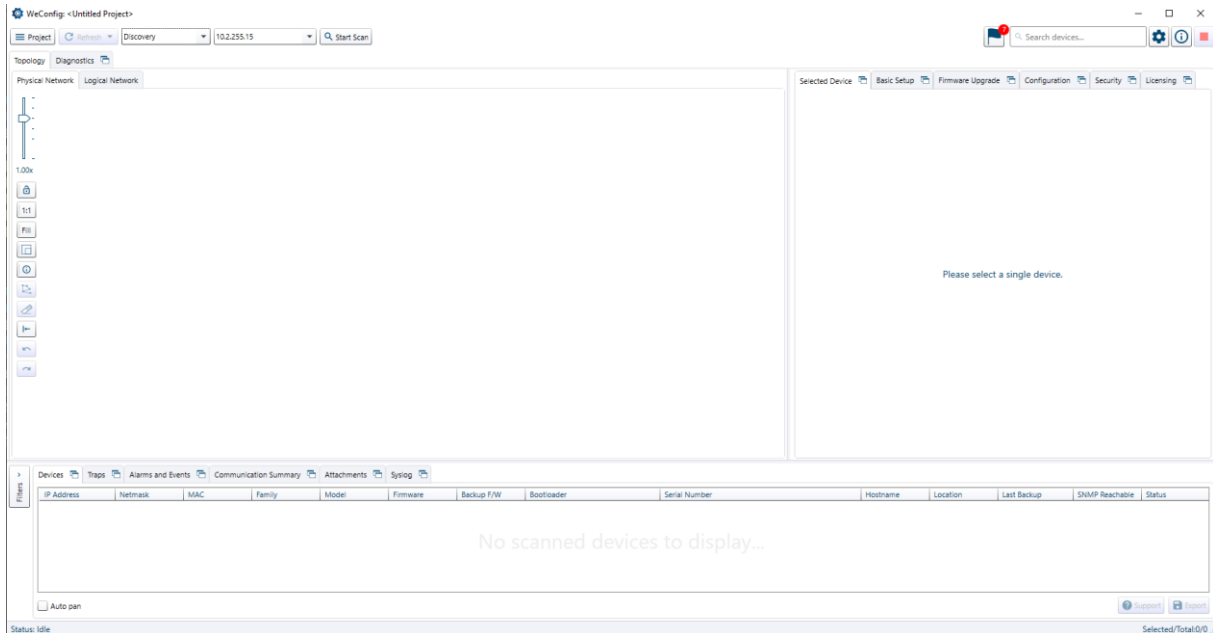 WeConfig: <Untitled Project>
Project Refresh Discovery 10.2.255.15 Start Scan 7 Search devices...
Topology Diagnostics
Physical Network Logical Network
Selected Device Basic Setup Firmware Upgrade Configuration Security Licensing
1.00x
1:1
Fill
Please select a single device.
Filters
Devices Traps Alarms and Events Communication Summary Attachments Syslog
IP Address Netmask MAC Family Model Firmware Backup F/W Bootloader Serial Number Hostname Location Last Backup SNMP Reachable Status
No scanned devices to display...
Auto pan
Support Export
Status: Idle
Selected/Total:0/0